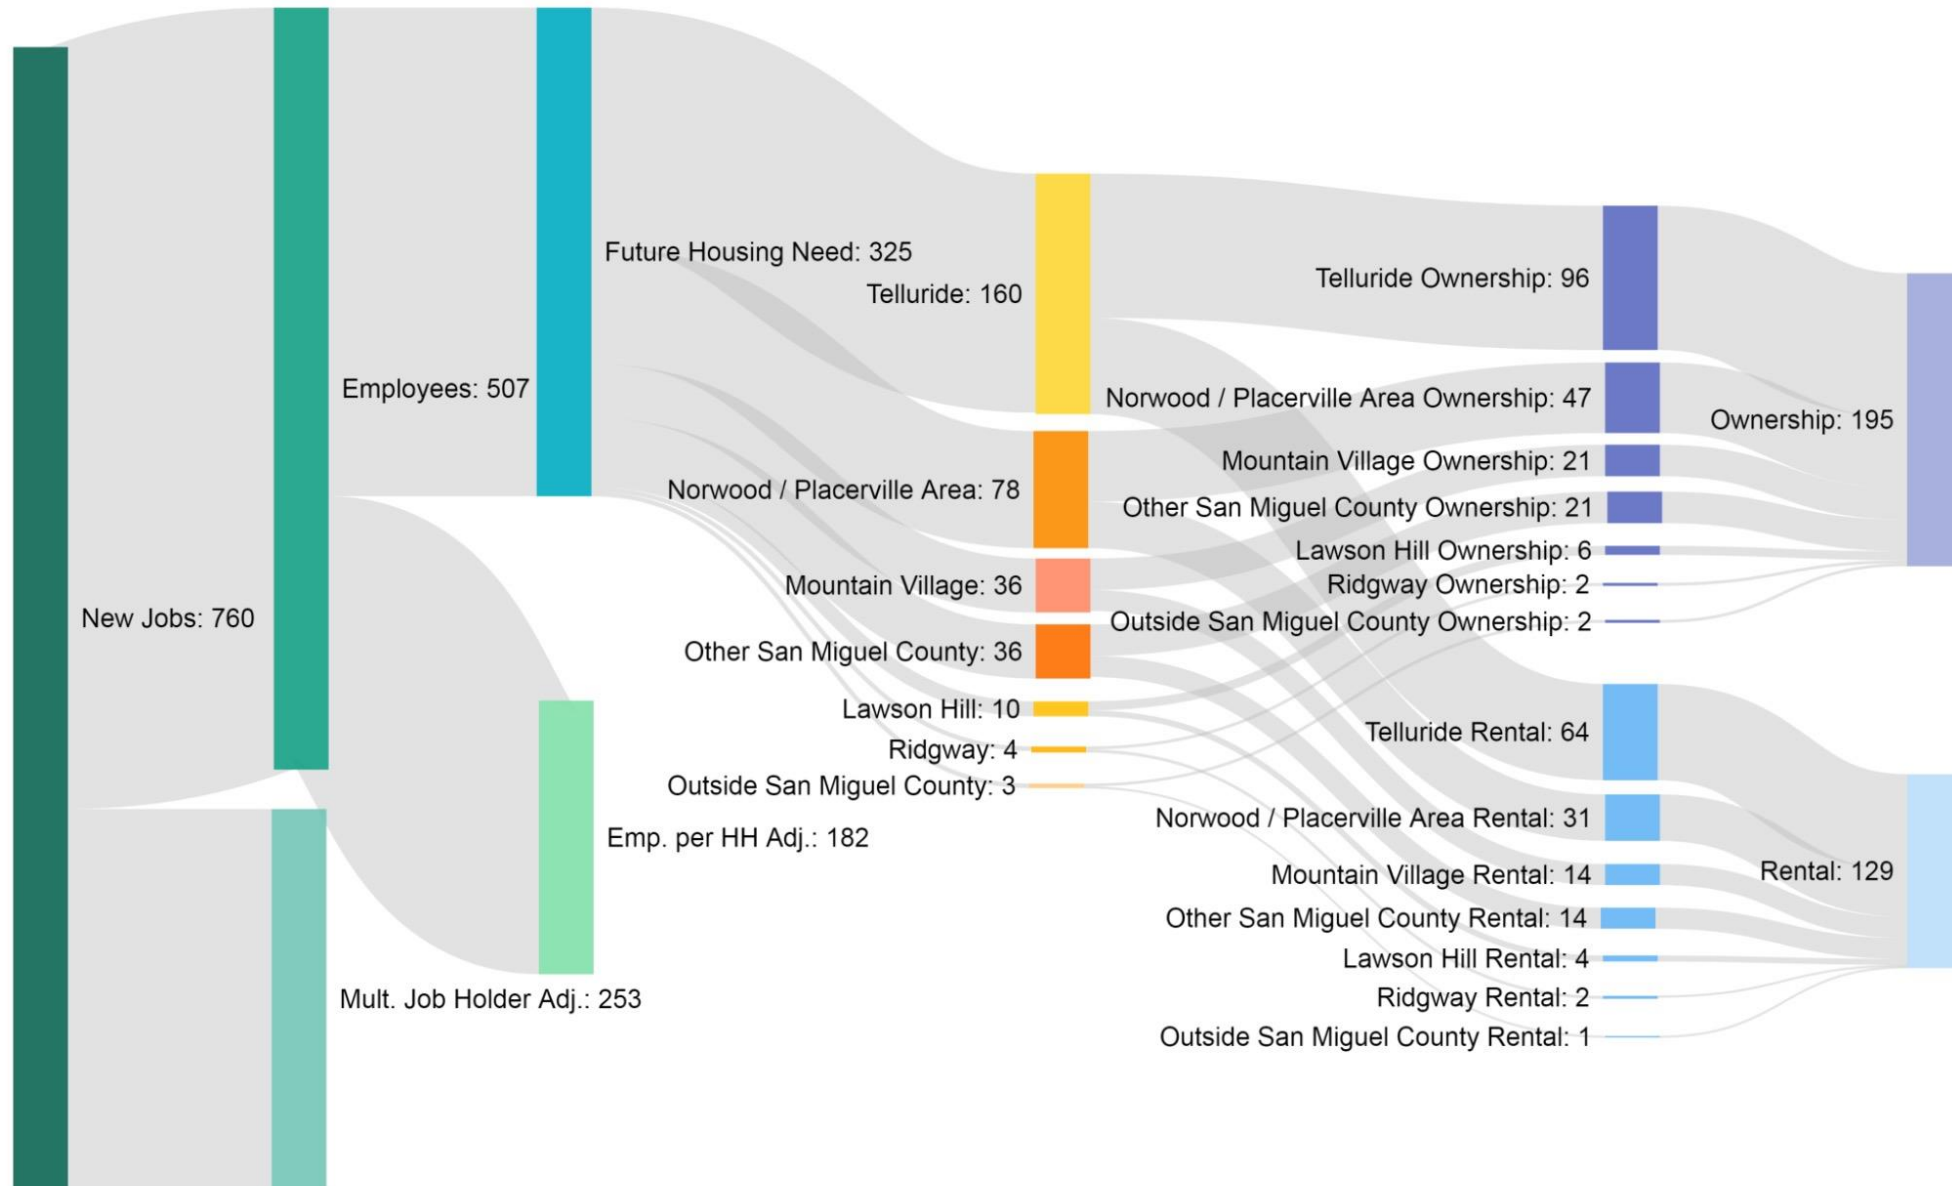 New Jobs: 760
Employees: 507
Mult. Job Holder Adj.: 253
Future Housing Need: 325
Emp. per HH Adj.: 182
Telluride: 160
Norwood / Placerville Area: 78
Mountain Village: 36
Other San Miguel County: 36
Lawson Hill: 10
Ridgway: 4
Outside San Miguel County: 3
Telluride Ownership: 96
Norwood / Placerville Area Ownership: 47
Mountain Village Ownership: 21
Other San Miguel County Ownership: 21
Lawson Hill Ownership: 6
Ridgway Ownership: 2
Outside San Miguel County Ownership: 2
Telluride Rental: 64
Norwood / Placerville Area Rental: 31
Mountain Village Rental: 14
Other San Miguel County Rental: 14
Lawson Hill Rental: 4
Ridgway Rental: 2
Outside San Miguel County Rental: 1
Ownership: 195
Rental: 129